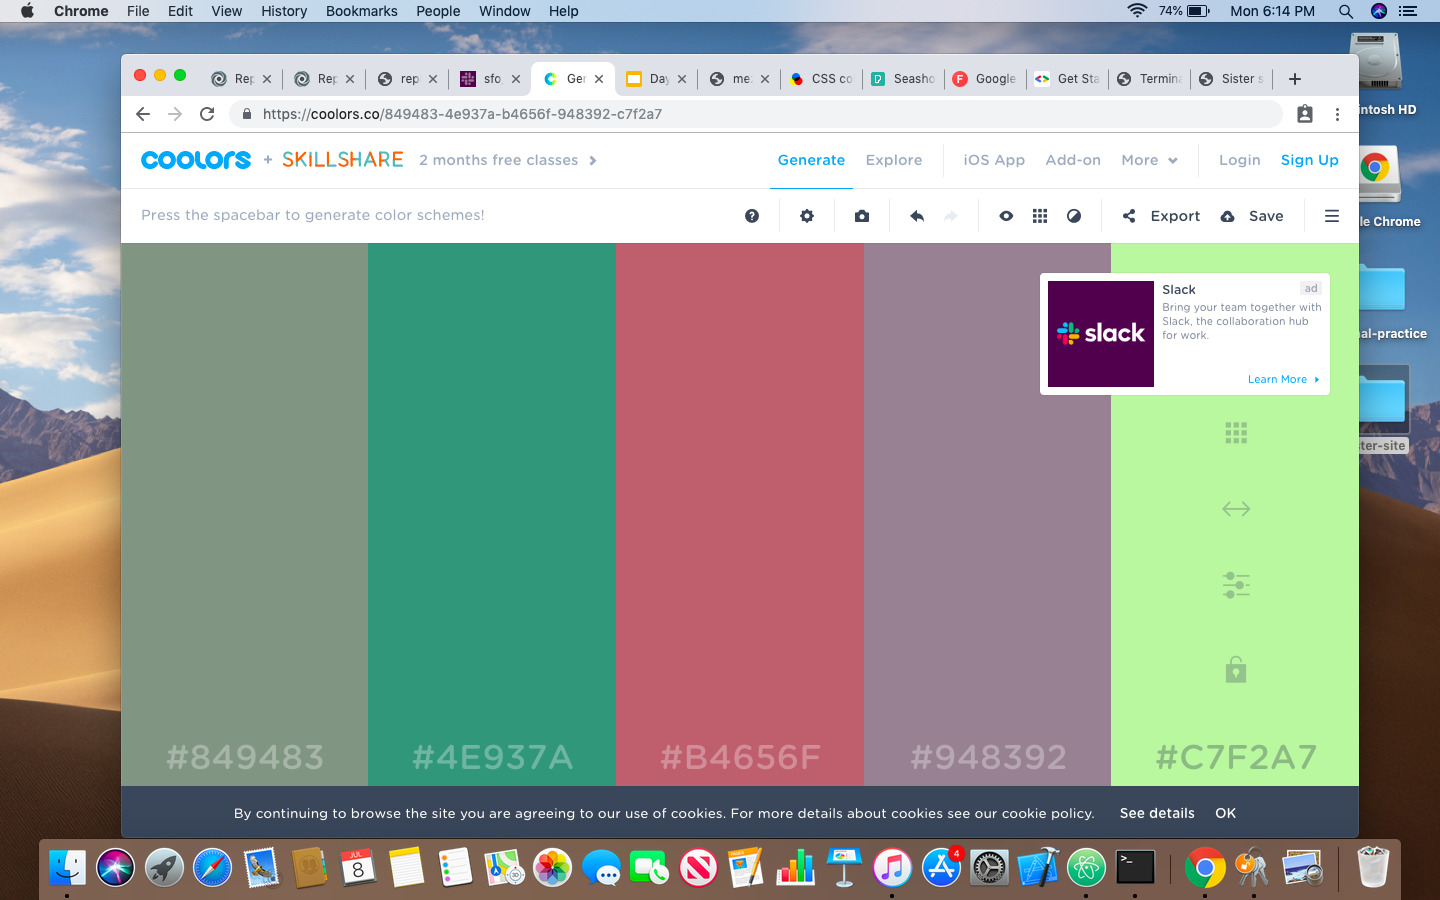 Chrome File Edit View History Bookmarks People Window Help 74% Mon 6:14 PM
Rep Rep rep sfo Ger Day me CSS co Seasho Google Get Sta Termin Sister s
https://coolors.co/849483-4e937a-b4656f-948392-c7f2a7
coolors + SKILLSHARE 2 months free classes Generate Explore iOS App Add-on More Login Sign Up
Press the spacebar to generate color schemes! Export Save
Slack ad
Bring your team together with
Slack, the collaboration hub
for work.
slack
Learn More
#849483 #4E937A #B4656F #948392 #C7F2A7
By continuing to browse the site you are agreeing to our use of cookies. For more details about cookies see our cookie policy. See details OK
intosh HD
le Chrome
al-practice
ter-site
JUL
8
4